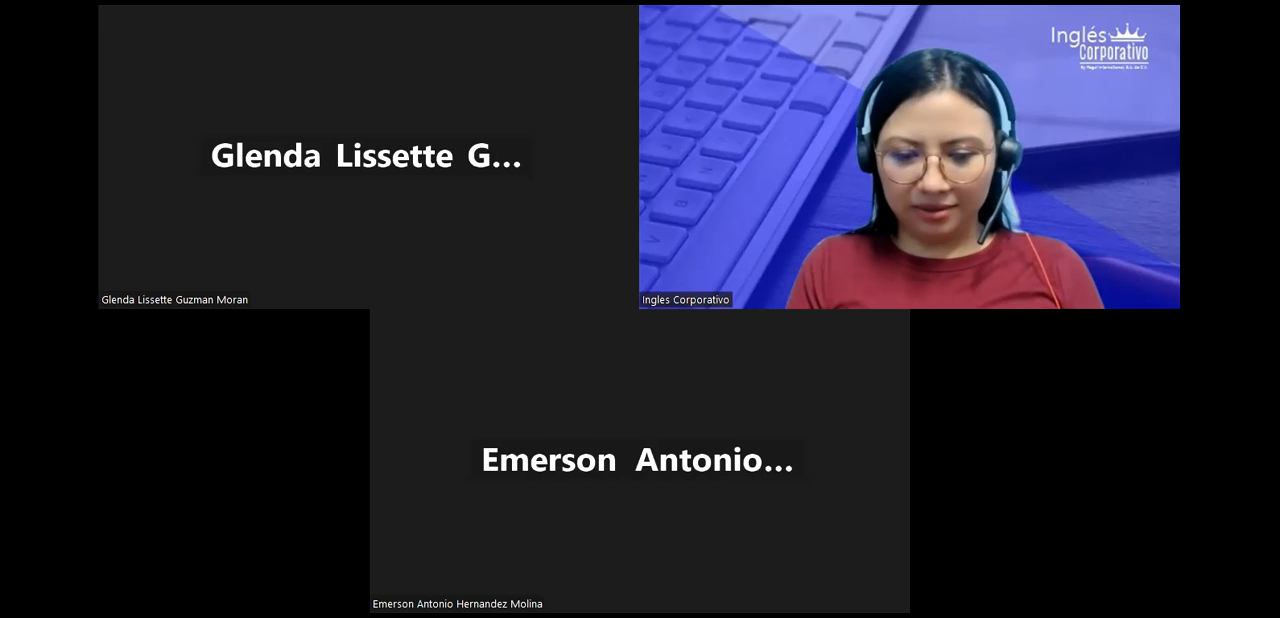 Glenda Lissette G...
Glenda Lissette Guzman Moran
Inglés
Corporativo
Ingles Corporativo
Emerson Antonio...
Emerson Antonio Hernandez Molina